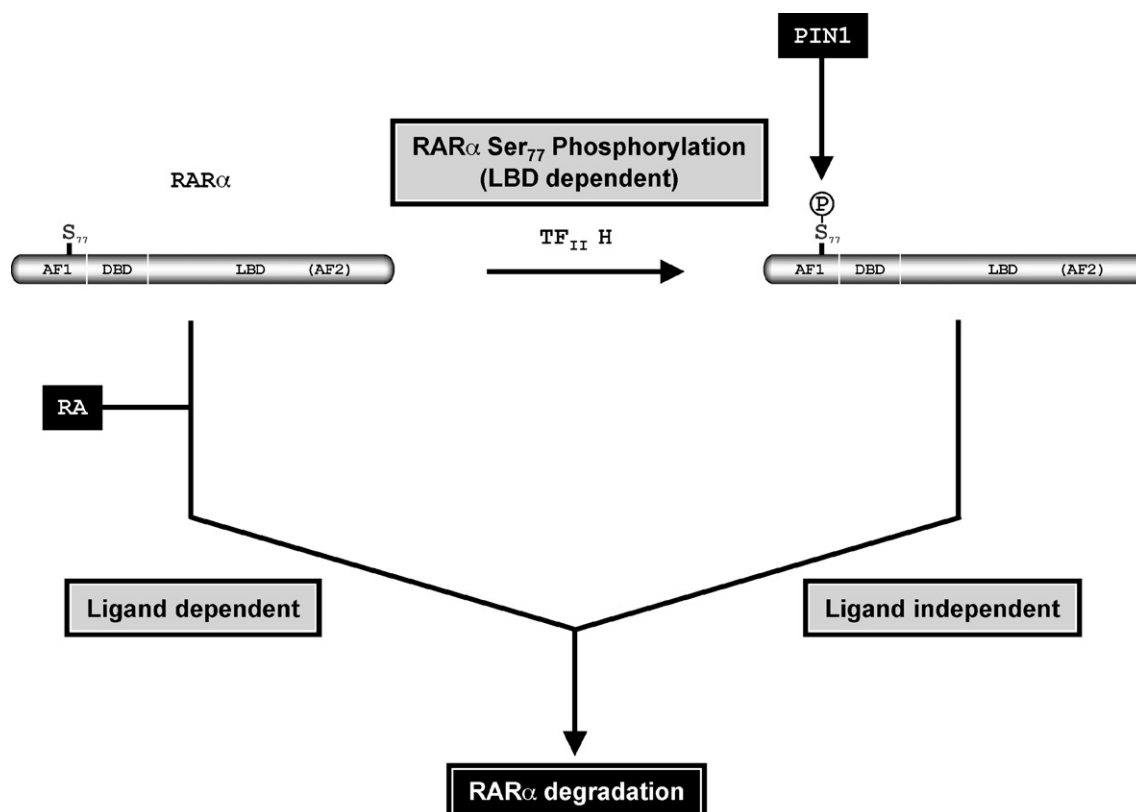 PIN1
RARα Ser₇₇ Phosphorylation
(LBD dependent)
RARα
P
S₇₇
TF_II H
S₇₇
AF1 DBD LBD (AF2)
AF1 DBD LBD (AF2)
RA
Ligand dependent
Ligand independent
RARα degradation